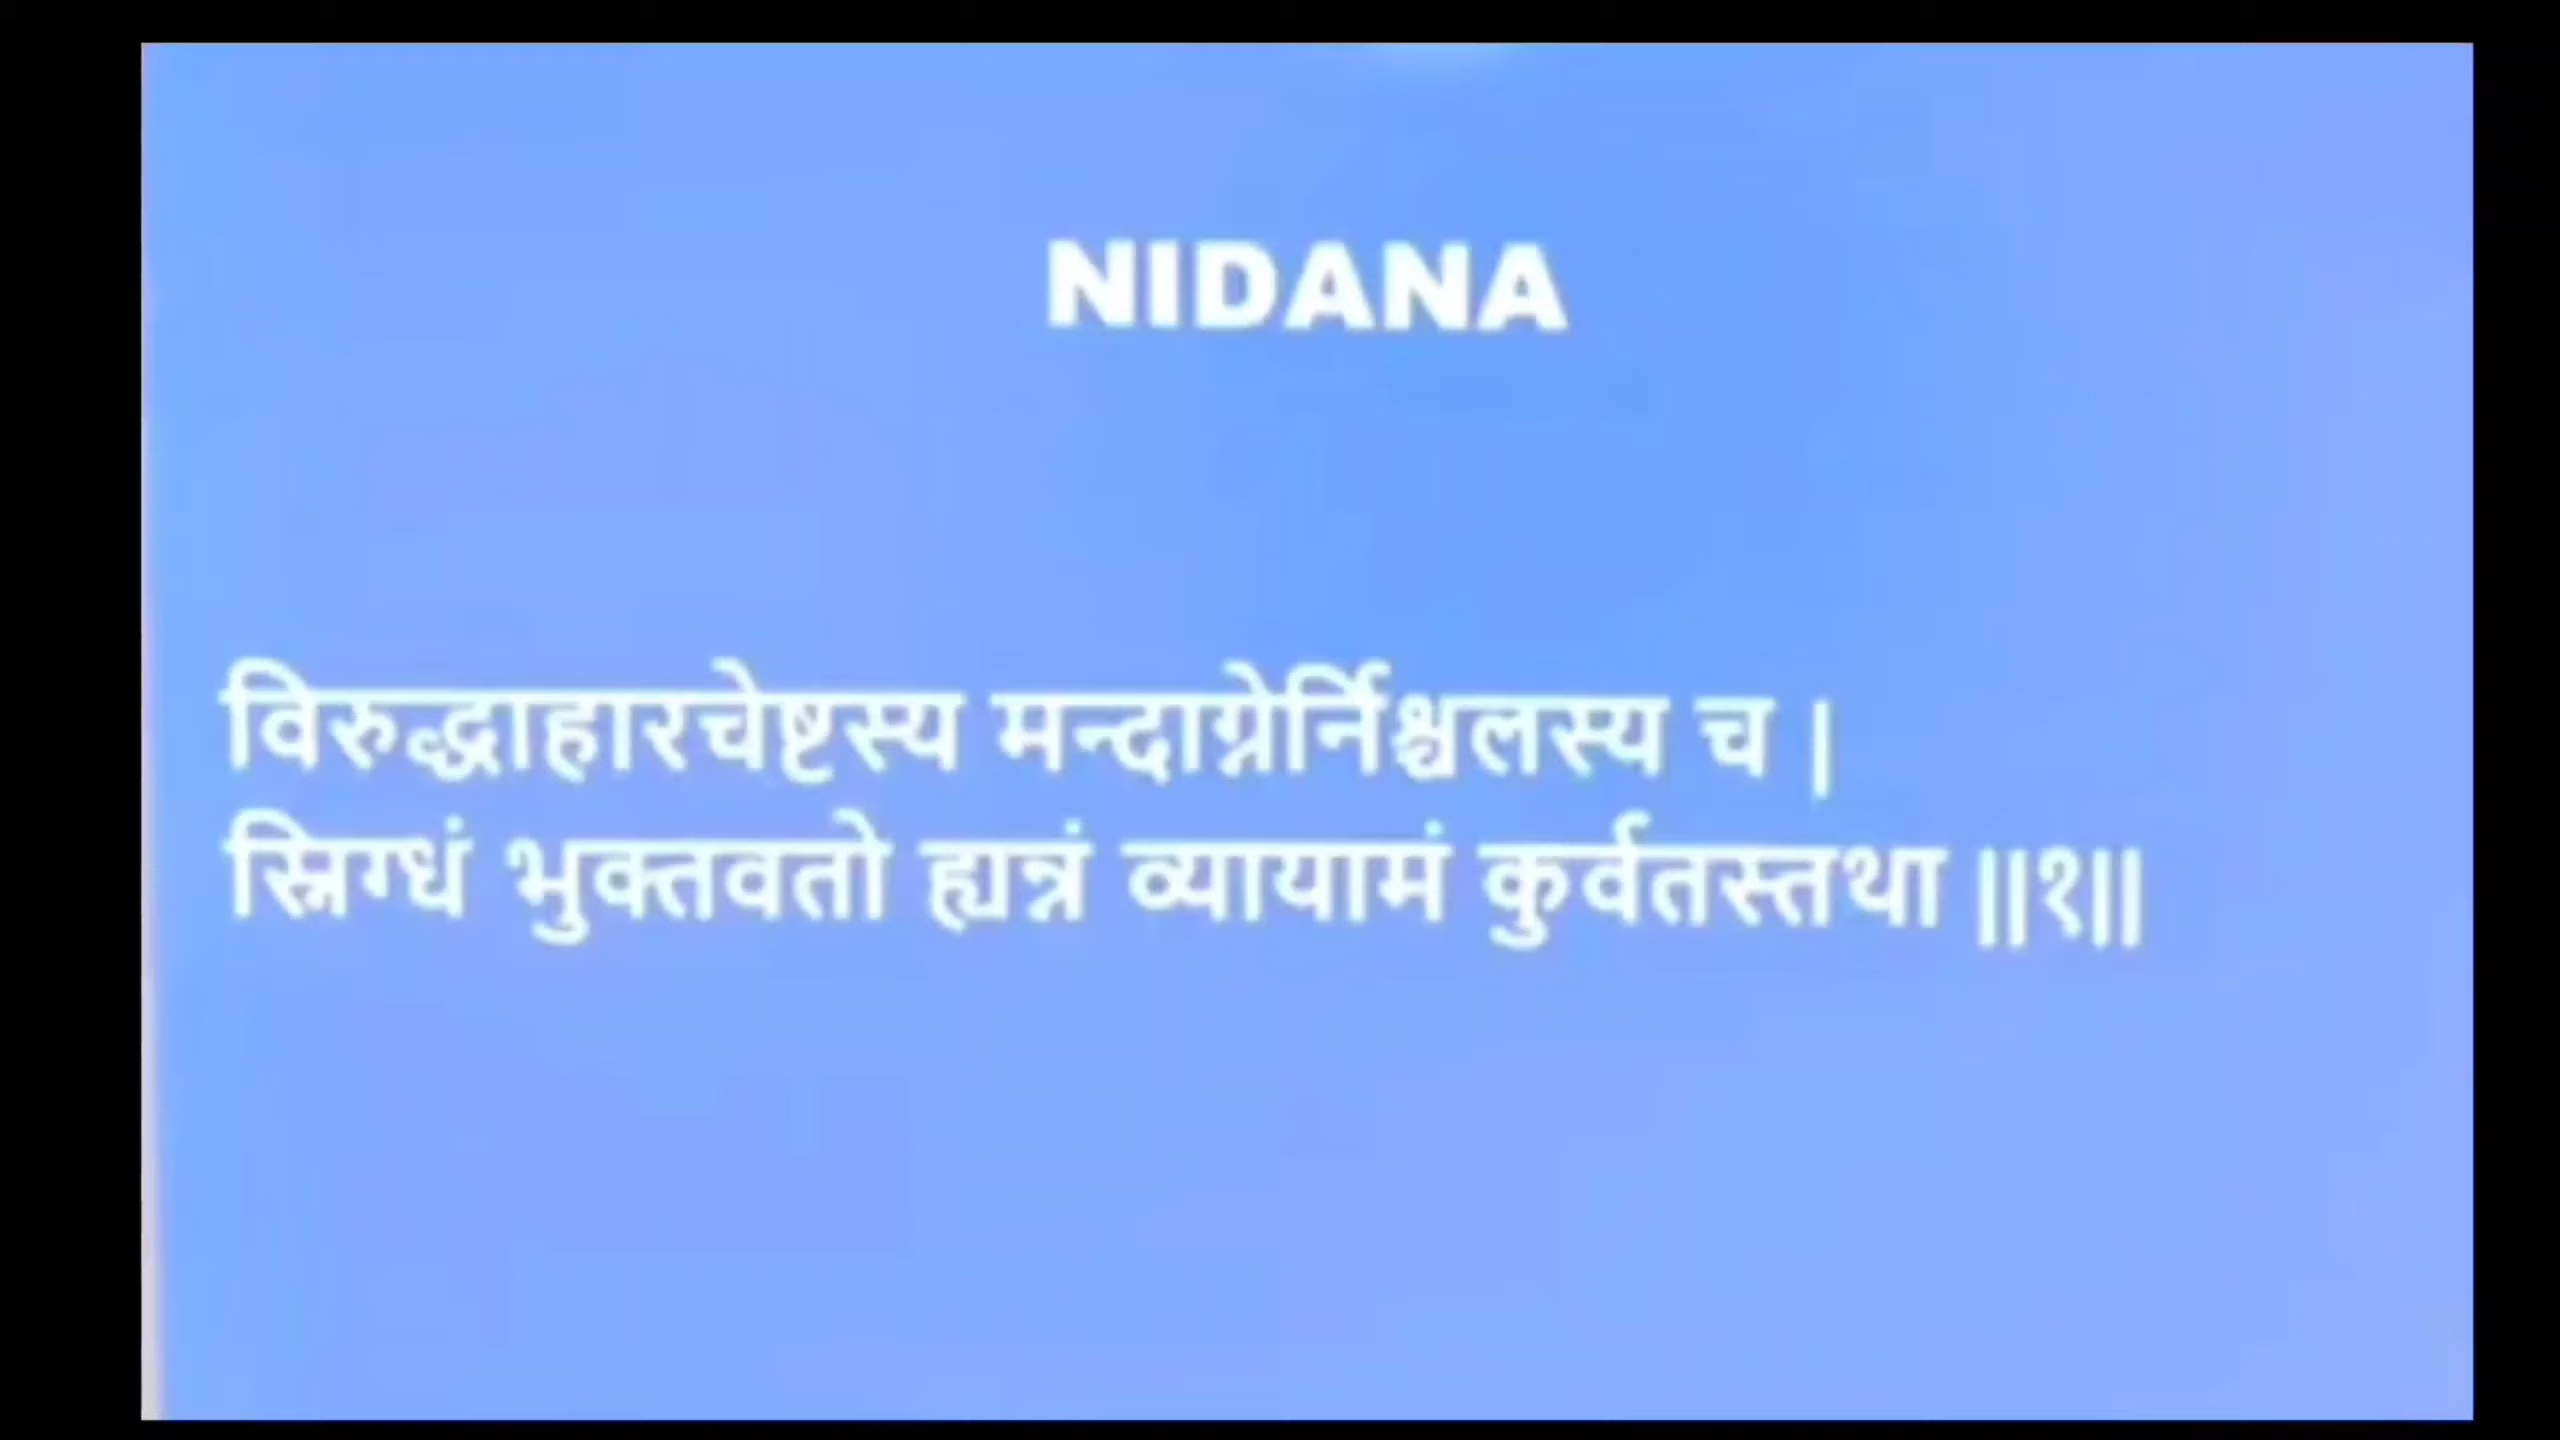 NIDANA
विरुद्धाहारचेष्टस्य मन्दाग्नेर्निश्चलस्य च |
स्निग्धं भुक्तवतो ह्यन्नं व्यायामं कुर्वतस्तथा ||१||